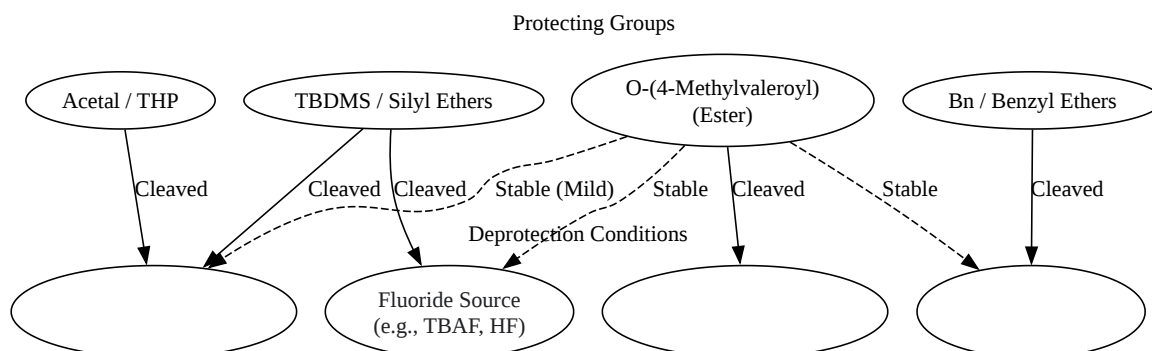 Protecting Groups
Acetal / THP
TBDMS / Silyl Ethers
O-(4-Methylvaleroyl)
(Ester)
Bn / Benzyl Ethers
Cleaved
Cleaved
Cleaved
Stable (Mild)
Stable
Cleaved
Stable
Cleaved
Deprotection Conditions
Fluoride Source
(e.g., TBAF, HF)